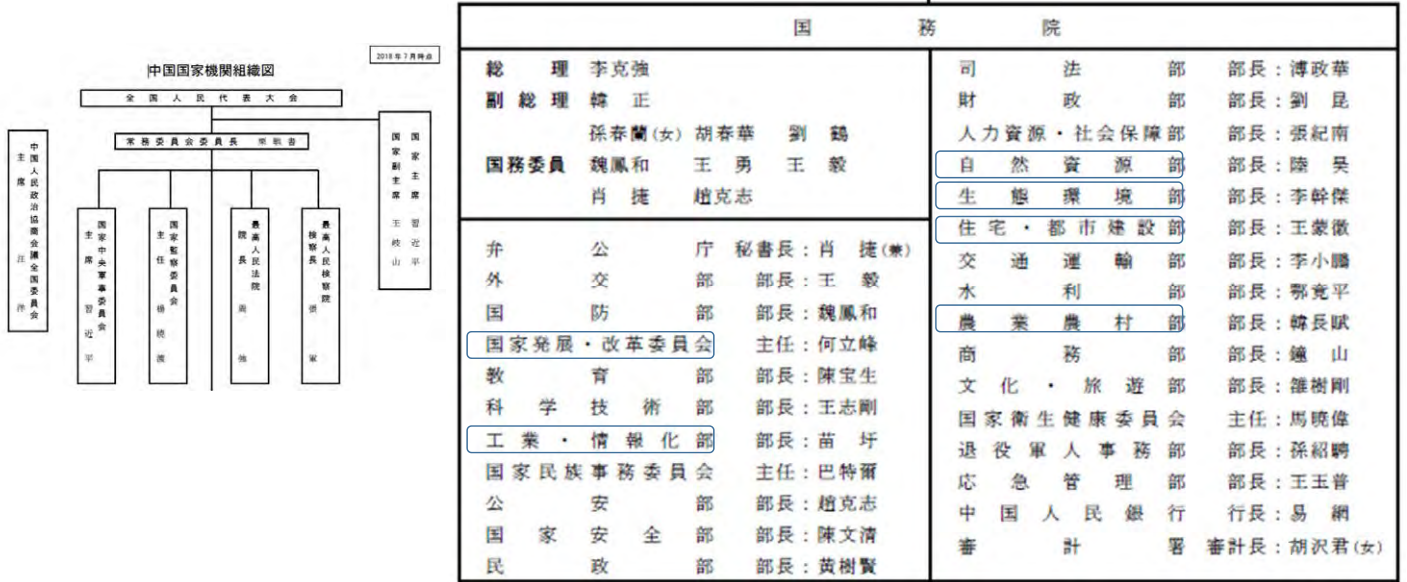 2018年7月時点
中国国家機関組織図
全国人民代表大会
常務委員会委員長 栗戦書
国家主席 習近平
国家副主席 王岐山
中国人民政治協商会議全国委員会
主席 汪洋
国家中央軍事委員会
主席 習近平
国家監察委員会
主任 楊暁渡
最高人民法院
院長 周強
最高人民検察院
検察長 張軍
国務院
総理 李克強
副総理 韓正
孫春蘭(女) 胡春華 劉鶴
国務委員 魏鳳和 王勇 王毅
肖捷 趙克志
弁公庁 秘書長:肖捷(兼)
外交部 部長:王毅
国防部 部長:魏鳳和
国家発展・改革委員会 主任:何立峰
教育部 部長:陳宝生
科学技術部 部長:王志剛
工業・情報化部 部長:苗圩
国家民族事務委員会 主任:巴特爾
公安部 部長:趙克志
国家安全部 部長:陳文清
民政部 部長:黄樹賢
司法部 部長:溥政華
財政部 部長:劉昆
人力資源・社会保障部 部長:張紀南
自然資源部 部長:陸昊
生態環境部 部長:李幹傑
住宅・都市建設部 部長:王蒙徽
交通運輸部 部長:李小鵬
水利部 部長:鄂竟平
農業農村部 部長:韓長賦
商務部 部長:鐘山
文化・旅遊部 部長:雒樹剛
国家衛生健康委員会 主任:馬暁偉
退役軍人事務部 部長:孫紹騁
応急管理部 部長:王玉普
中国人民銀行 行長:易綱
審計署 審計長:胡沢君(女)